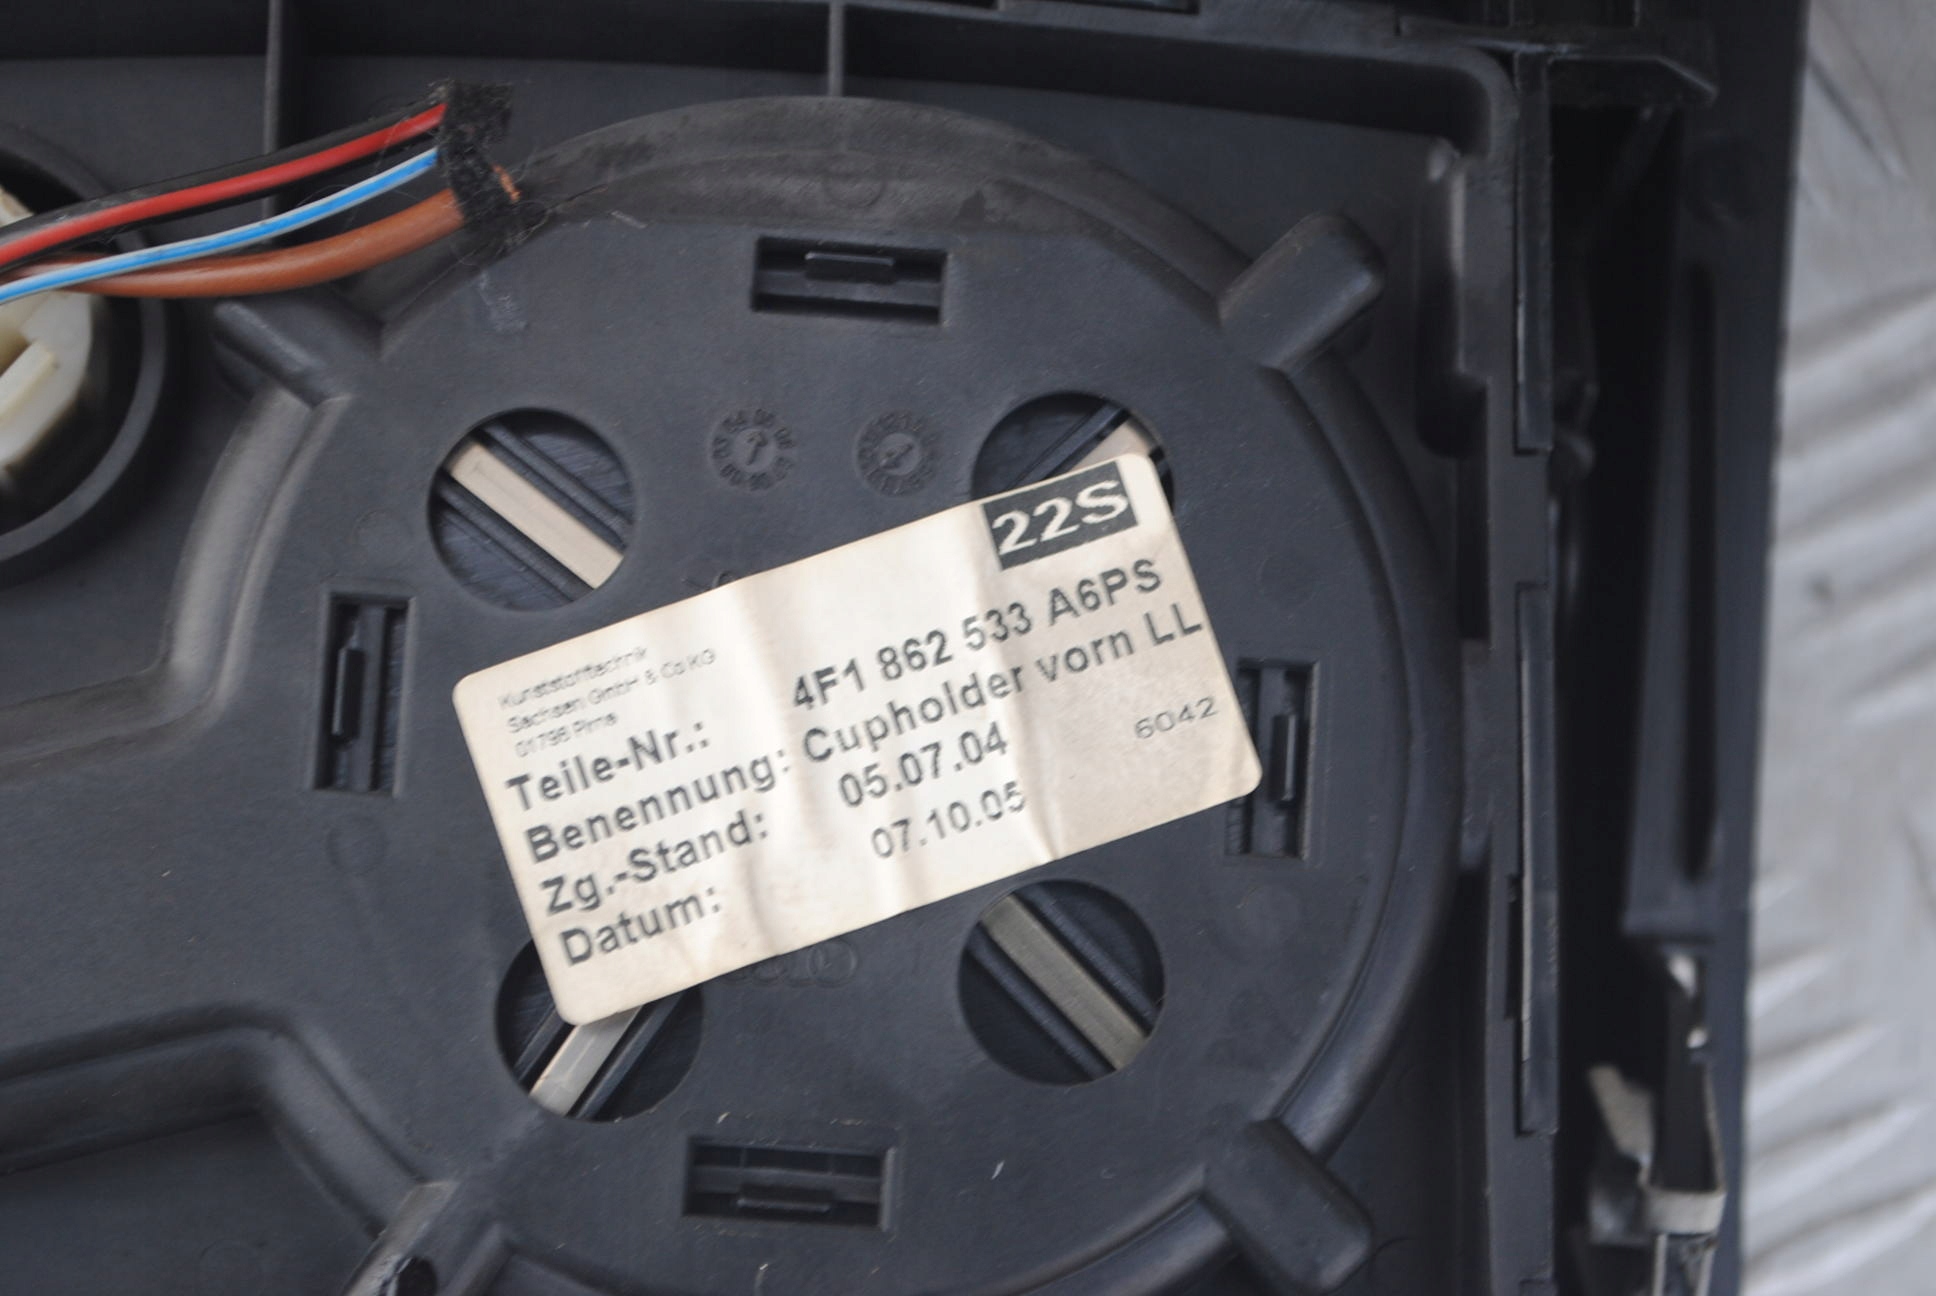 22S
Kunststofftechnik
Sachsen GmbH & Co KG
01796 Pirna
Teile-Nr.: 4F1 862 533 A6PS
Benennung: Cupholder vorn LL
Zg.-Stand: 05.07.04
6042
Datum: 07.10.05